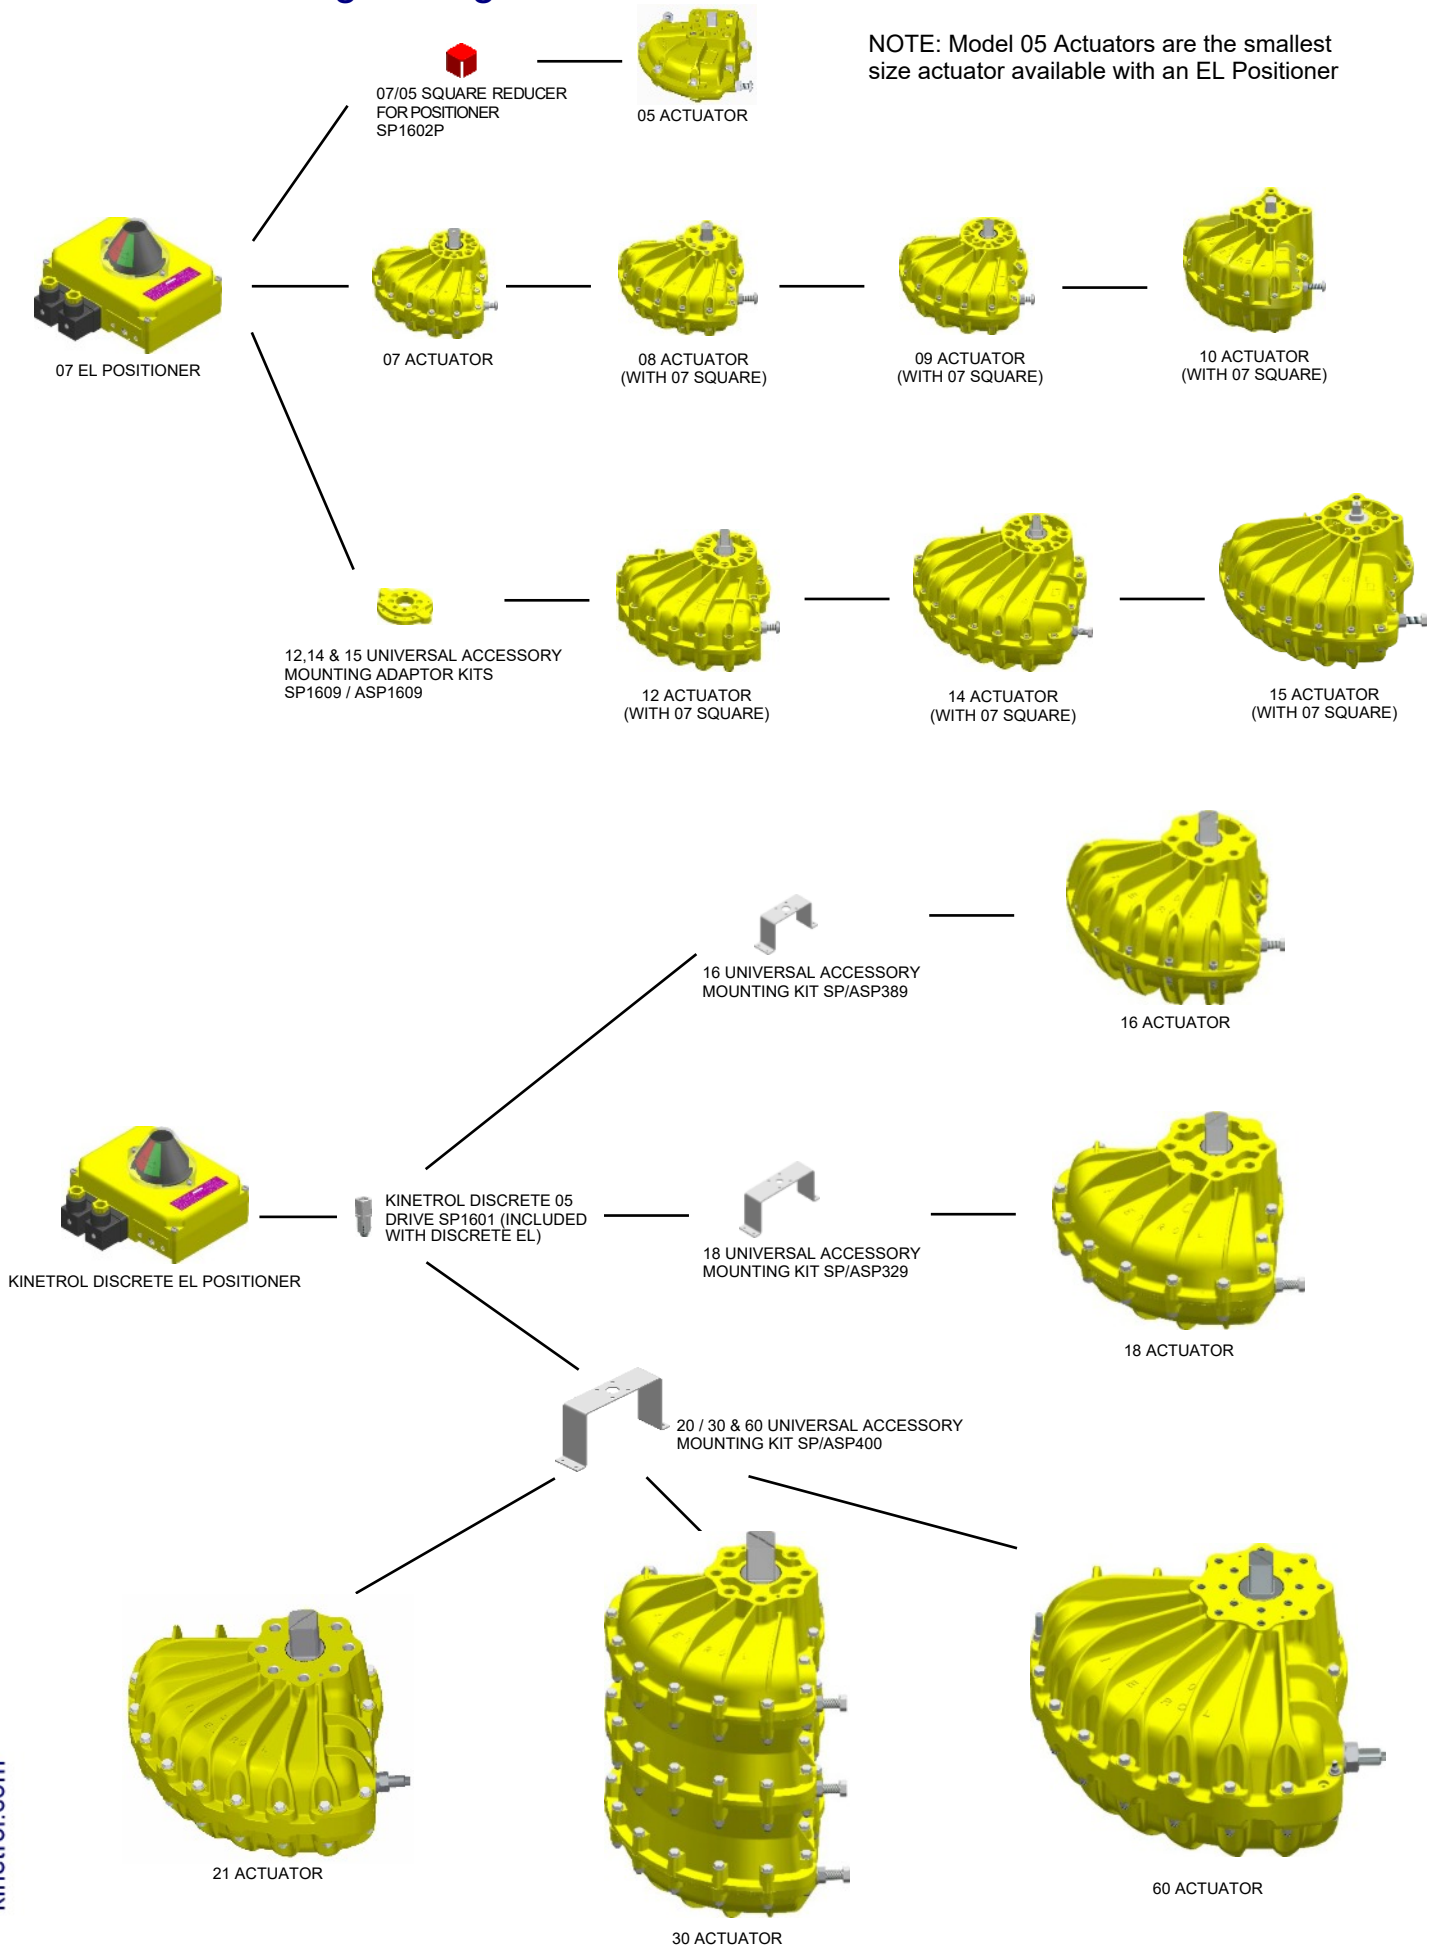 NOTE: Model 05 Actuators are the smallest
size actuator available with an EL Positioner
07/05 SQUARE REDUCER
FOR POSITIONER
SP1602P
05 ACTUATOR
07 EL POSITIONER
07 ACTUATOR
08 ACTUATOR
(WITH 07 SQUARE)
09 ACTUATOR
(WITH 07 SQUARE)
10 ACTUATOR
(WITH 07 SQUARE)
12,14 & 15 UNIVERSAL ACCESSORY
MOUNTING ADAPTOR KITS
SP1609 / ASP1609
12 ACTUATOR
(WITH 07 SQUARE)
14 ACTUATOR
(WITH 07 SQUARE)
15 ACTUATOR
(WITH 07 SQUARE)
16 UNIVERSAL ACCESSORY
MOUNTING KIT SP/ASP389
16 ACTUATOR
KINETROL DISCRETE EL POSITIONER
KINETROL DISCRETE 05
DRIVE SP1601 (INCLUDED
WITH DISCRETE EL)
18 UNIVERSAL ACCESSORY
MOUNTING KIT SP/ASP329
18 ACTUATOR
20 / 30 & 60 UNIVERSAL ACCESSORY
MOUNTING KIT SP/ASP400
21 ACTUATOR
30 ACTUATOR
60 ACTUATOR